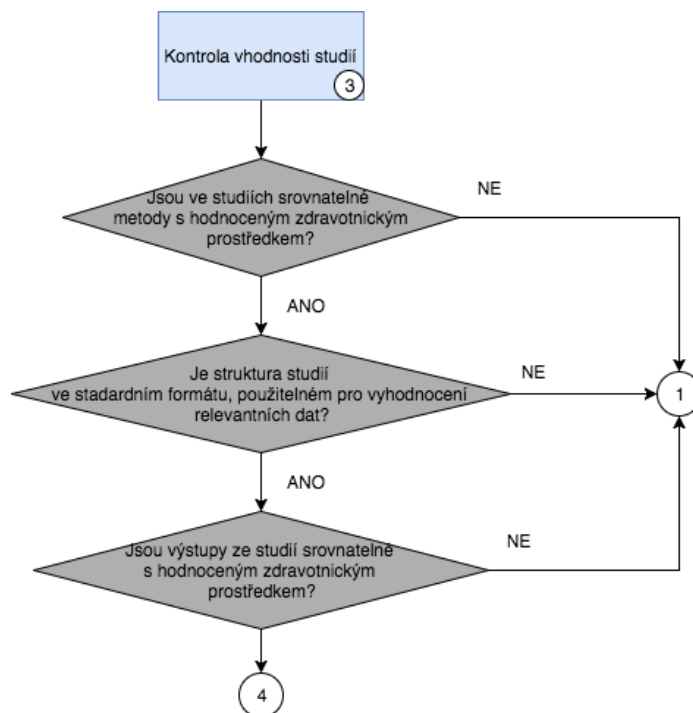 Kontrola vhodnosti studií
3
Jsou ve studiích srovnatelné
metody s hodnoceným zdravotnickým
prostředkem?
NE
ANO
Je struktura studií
ve stadardním formátu, použitelném pro vyhodnocení
relevantních dat?
NE
1
ANO
Jsou výstupy ze studií srovnatelné
s hodnoceným zdravotnickým
prostředkem?
NE
4